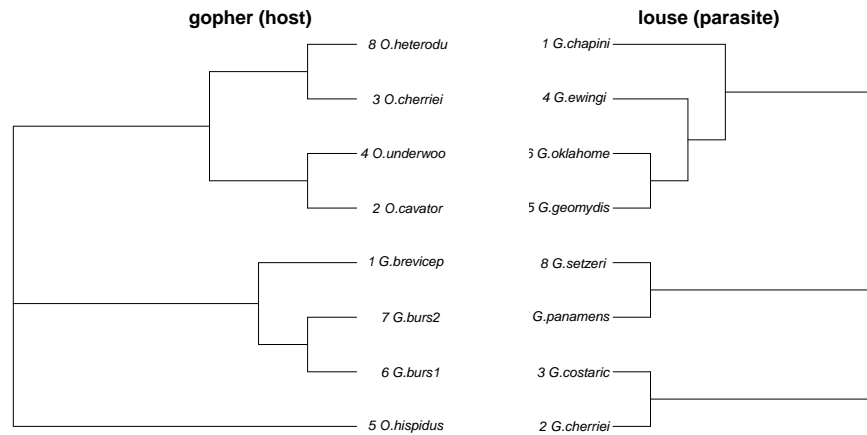 gopher (host)
8 O.heterodu
3 O.cherriei
4 O.underwoo
2 O.cavator
1 G.brevicep
7 G.burs2
6 G.burs1
5 O.hispidus
louse (parasite)
1 G.chapini
4 G.ewingi
6 G.oklahome
5 G.geomydis
8 G.setzeri
G.panamens
3 G.costaric
2 G.cherriei